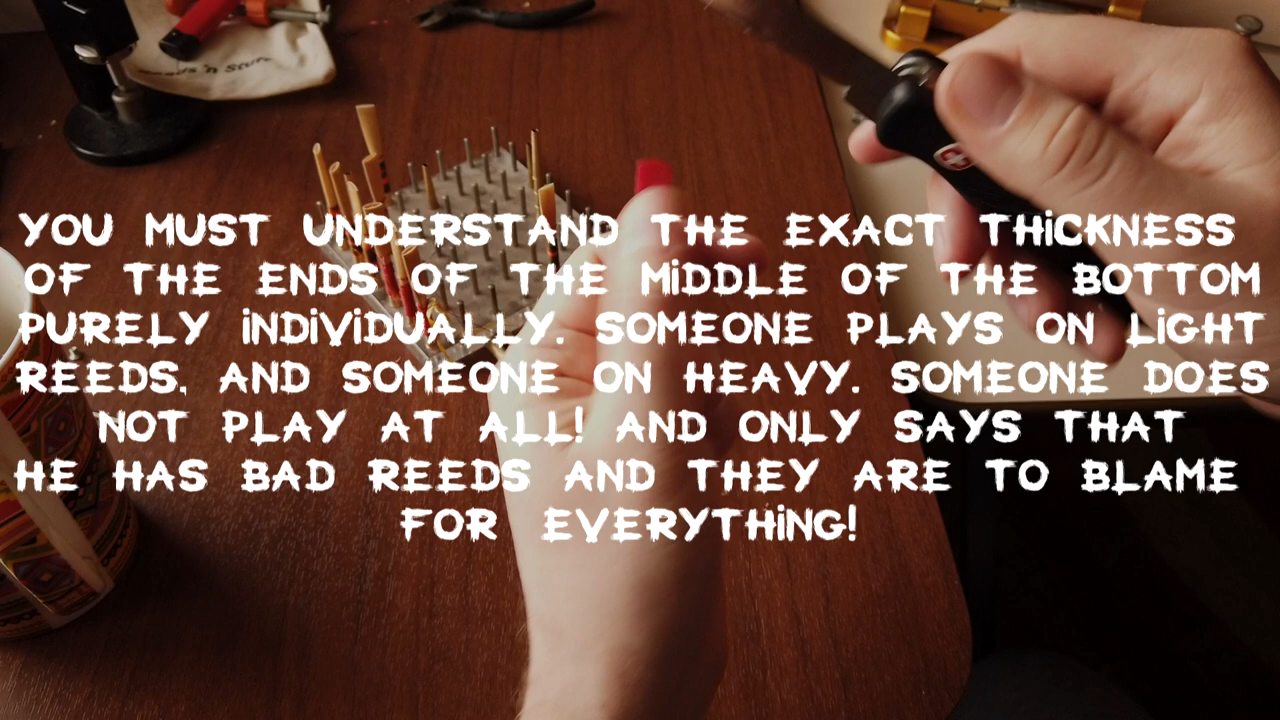 ds 'n Stuff
YOU MUST UNDERSTAND THE EXACT THICKNESS
OF THE ENDS OF THE MIDDLE OF THE BOTTOM
PURELY INDIVIDUALLY. SOMEONE PLAYS ON LIGHT
REEDS, AND SOMEONE ON HEAVY. SOMEONE DOES
NOT PLAY AT ALL! AND ONLY SAYS THAT
HE HAS BAD REEDS AND THEY ARE TO BLAME
FOR EVERYTHING!